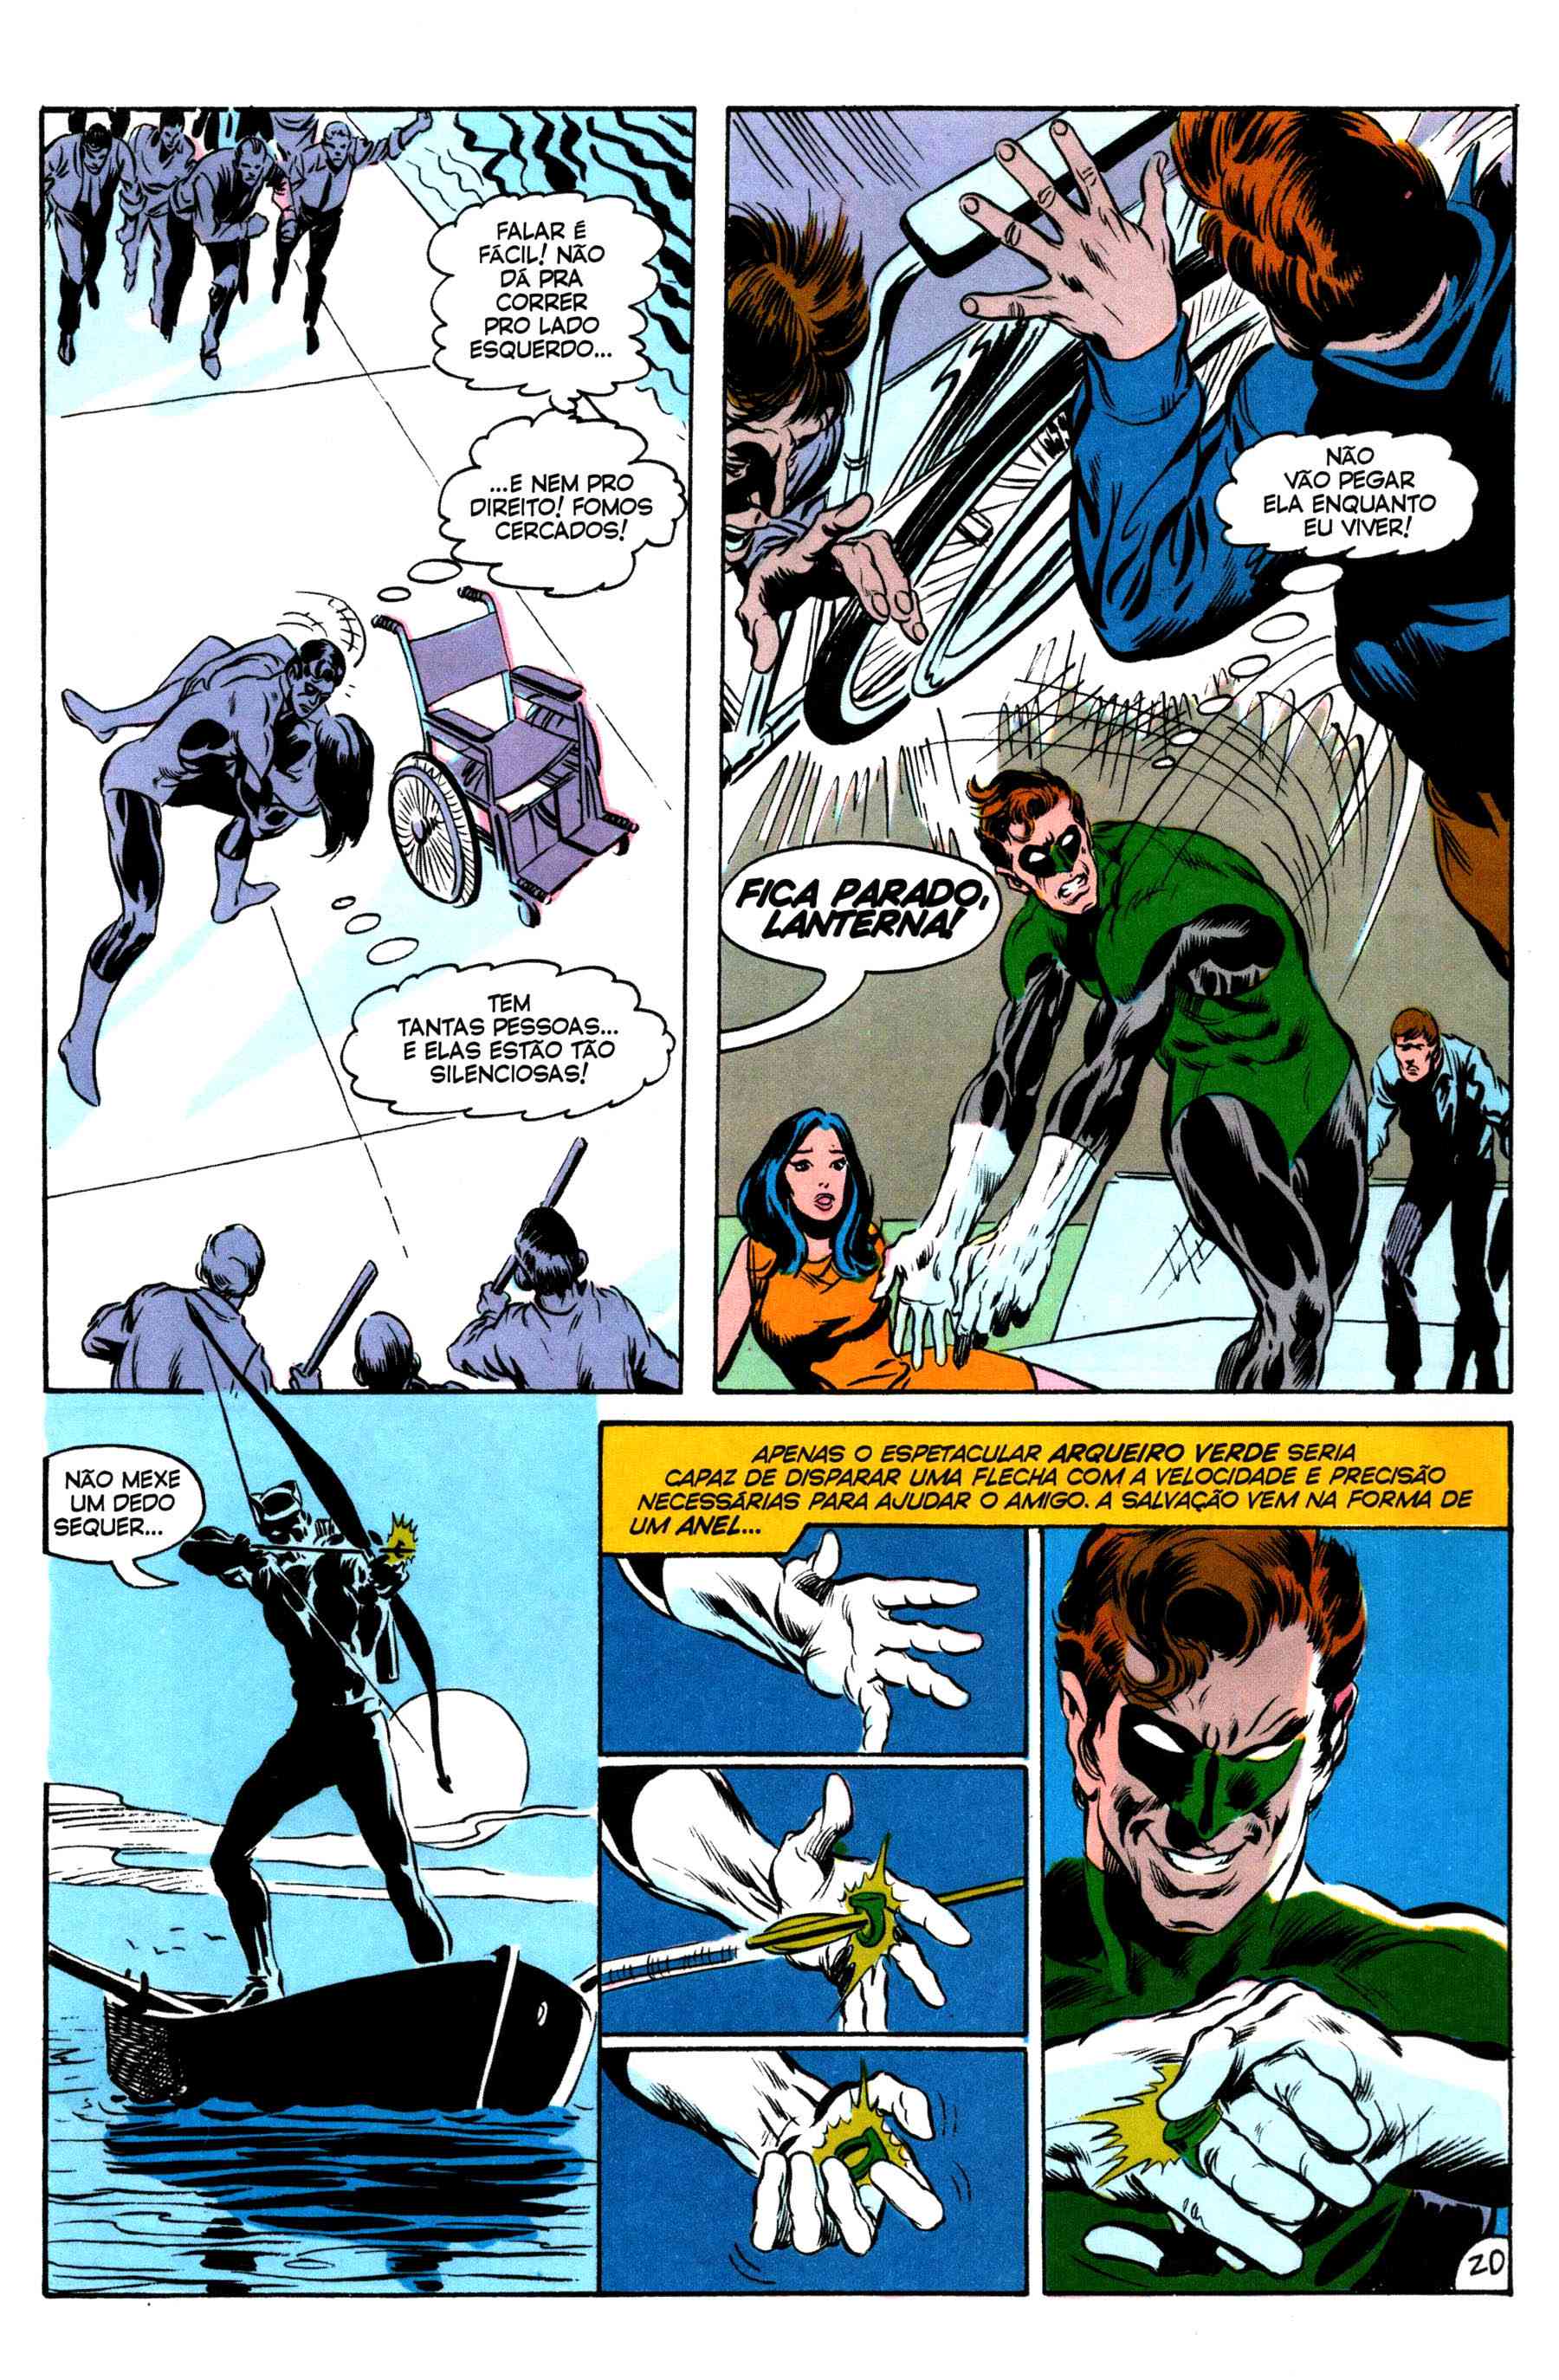 FALAR É
FÁCIL! NÃO
DÁ PRA
CORRER
PRO LADO
ESQUERDO...
...E NEM PRO
DIREITO! FOMOS
CERCADOS!
TEM
TANTAS PESSOAS...
E ELAS ESTÃO TÃO
SILENCIOSAS!
NÃO
VÃO PEGAR
ELA ENQUANTO
EU VIVER!
FICA PARADO,
LANTERNA!
NÃO MEXE
UM DEDO
SEQUER...
APENAS O ESPETACULAR ARQUEIRO VERDE SERIA
CAPAZ DE DISPARAR UMA FLECHA COM A VELOCIDADE E PRECISÃO
NECESSÁRIAS PARA AJUDAR O AMIGO. A SALVAÇÃO VEM NA FORMA DE
UM ANEL...
20